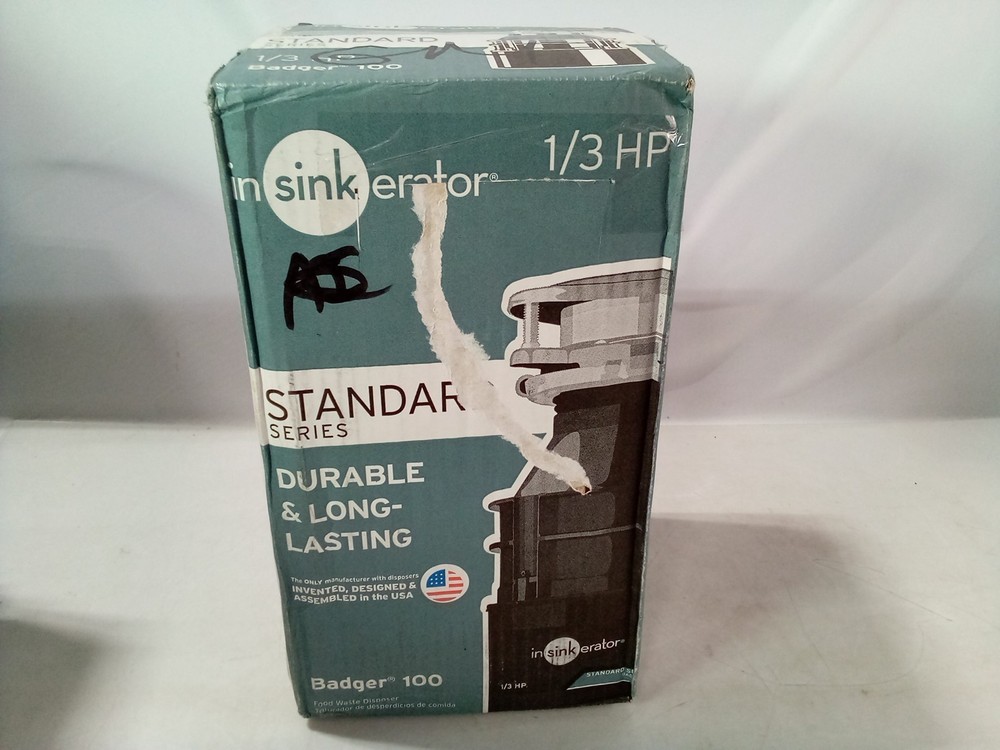 STANDARD
SERIES
1/3
Badger 100
insinkerator®
1/3 HP
STANDAR
SERIES
DURABLE
& LONG-
LASTING
The ONLY manufacturer with disposers
INVENTED, DESIGNED &
ASSEMBLED in the USA
insinkerator®
STANDARD
1/3 HP
Badger® 100
Food Waste Disposer
Triturador de desperdicios de comida